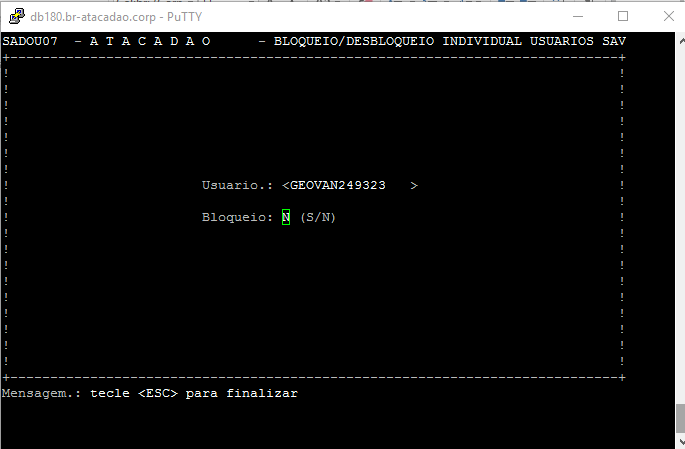 db180.br-atacadao.corp - PuTTY
SADOU07 - A T A C A D A O - BLOQUEIO/DESBLOQUEIO INDIVIDUAL USUARIOS SAV
Usuario.: <GEOVAN249323 >
Bloqueio: N (S/N)
Mensagem.: tecle <ESC> para finalizar